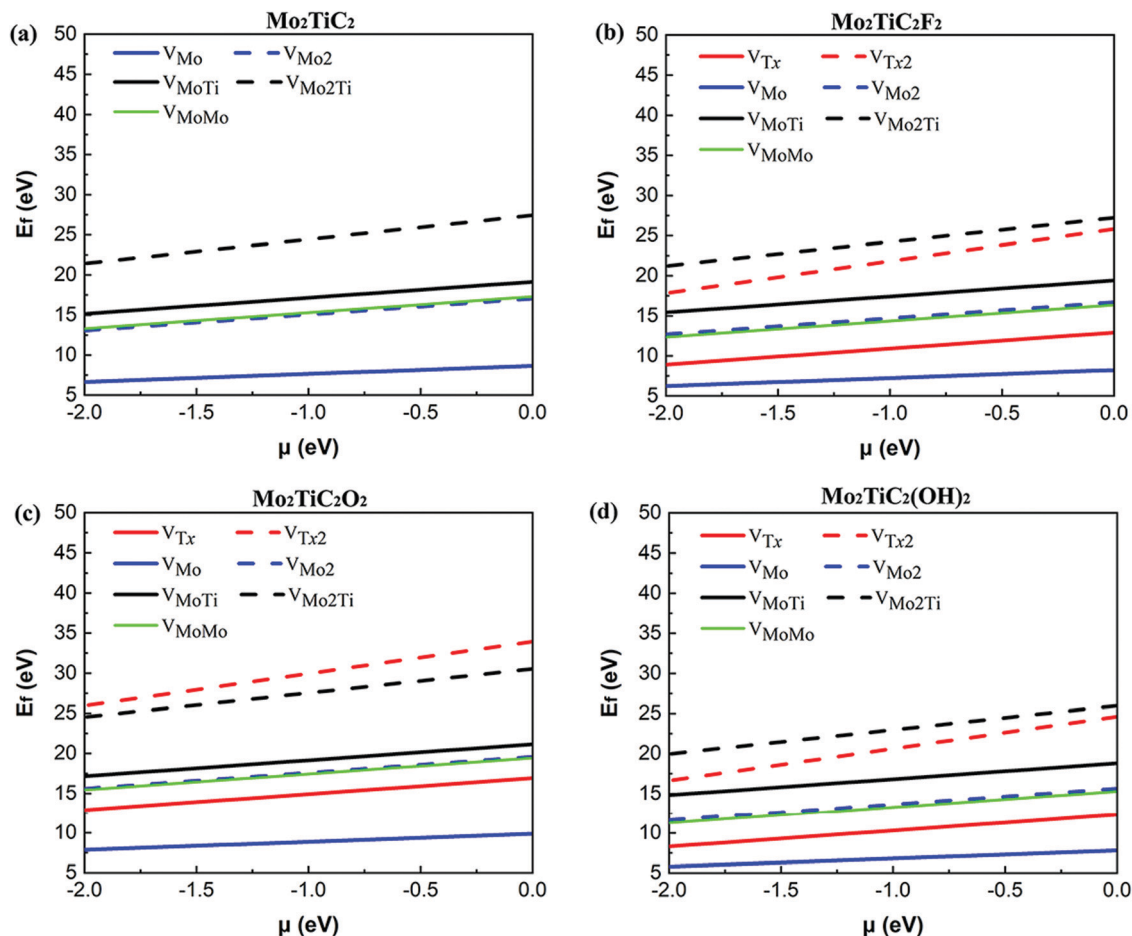 (a) Mo₂TiC₂
50
45
40
35
30
25
20
15
10
5
Ef (eV)
V_Mo V_Mo2
V_MoTi V_Mo2Ti
V_MoMo
-2.0 -1.5 -1.0 -0.5 0.0
μ (eV)
(b) Mo₂TiC₂F₂
50
45
40
35
30
25
20
15
10
5
Ef (eV)
V_Tx V_Tx2
V_Mo V_Mo2
V_MoTi V_Mo2Ti
V_MoMo
-2.0 -1.5 -1.0 -0.5 0.0
μ (eV)
(c) Mo₂TiC₂O₂
50
45
40
35
30
25
20
15
10
5
Ef (eV)
V_Tx V_Tx2
V_Mo V_Mo2
V_MoTi V_Mo2Ti
V_MoMo
-2.0 -1.5 -1.0 -0.5 0.0
μ (eV)
(d) Mo₂TiC₂(OH)₂
50
45
40
35
30
25
20
15
10
5
Ef (eV)
V_Tx V_Tx2
V_Mo V_Mo2
V_MoTi V_Mo2Ti
V_MoMo
-2.0 -1.5 -1.0 -0.5 0.0
μ (eV)